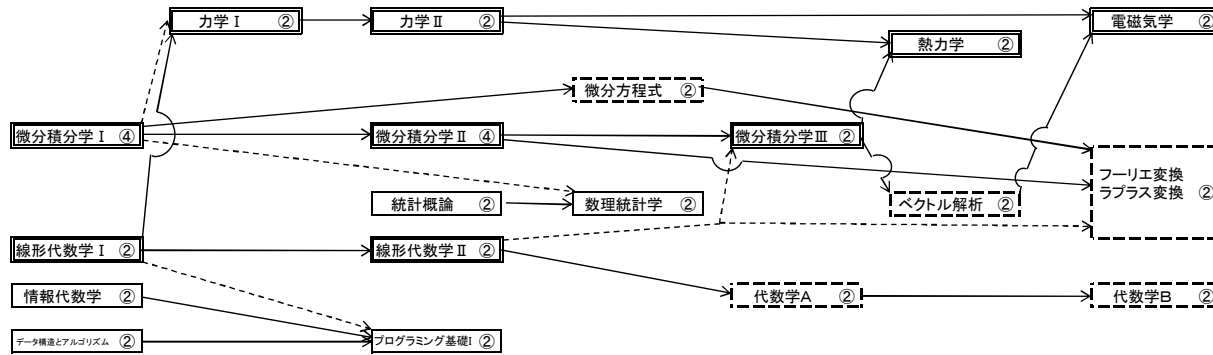 力学Ⅰ ②
力学Ⅱ ②
電磁気学 ②
熱力学 ②
微分方程式 ②
微分積分学Ⅰ ④
微分積分学Ⅱ ④
微分積分学Ⅲ ②
フーリエ変換
ラプラス変換 ②
統計概論 ②
数理統計学 ②
ベクトル解析 ②
線形代数学Ⅰ ②
線形代数学Ⅱ ②
情報代数学 ②
代数学A ②
代数学B ②
データ構造とアルゴリズム ②
プログラミング基礎Ⅰ ②